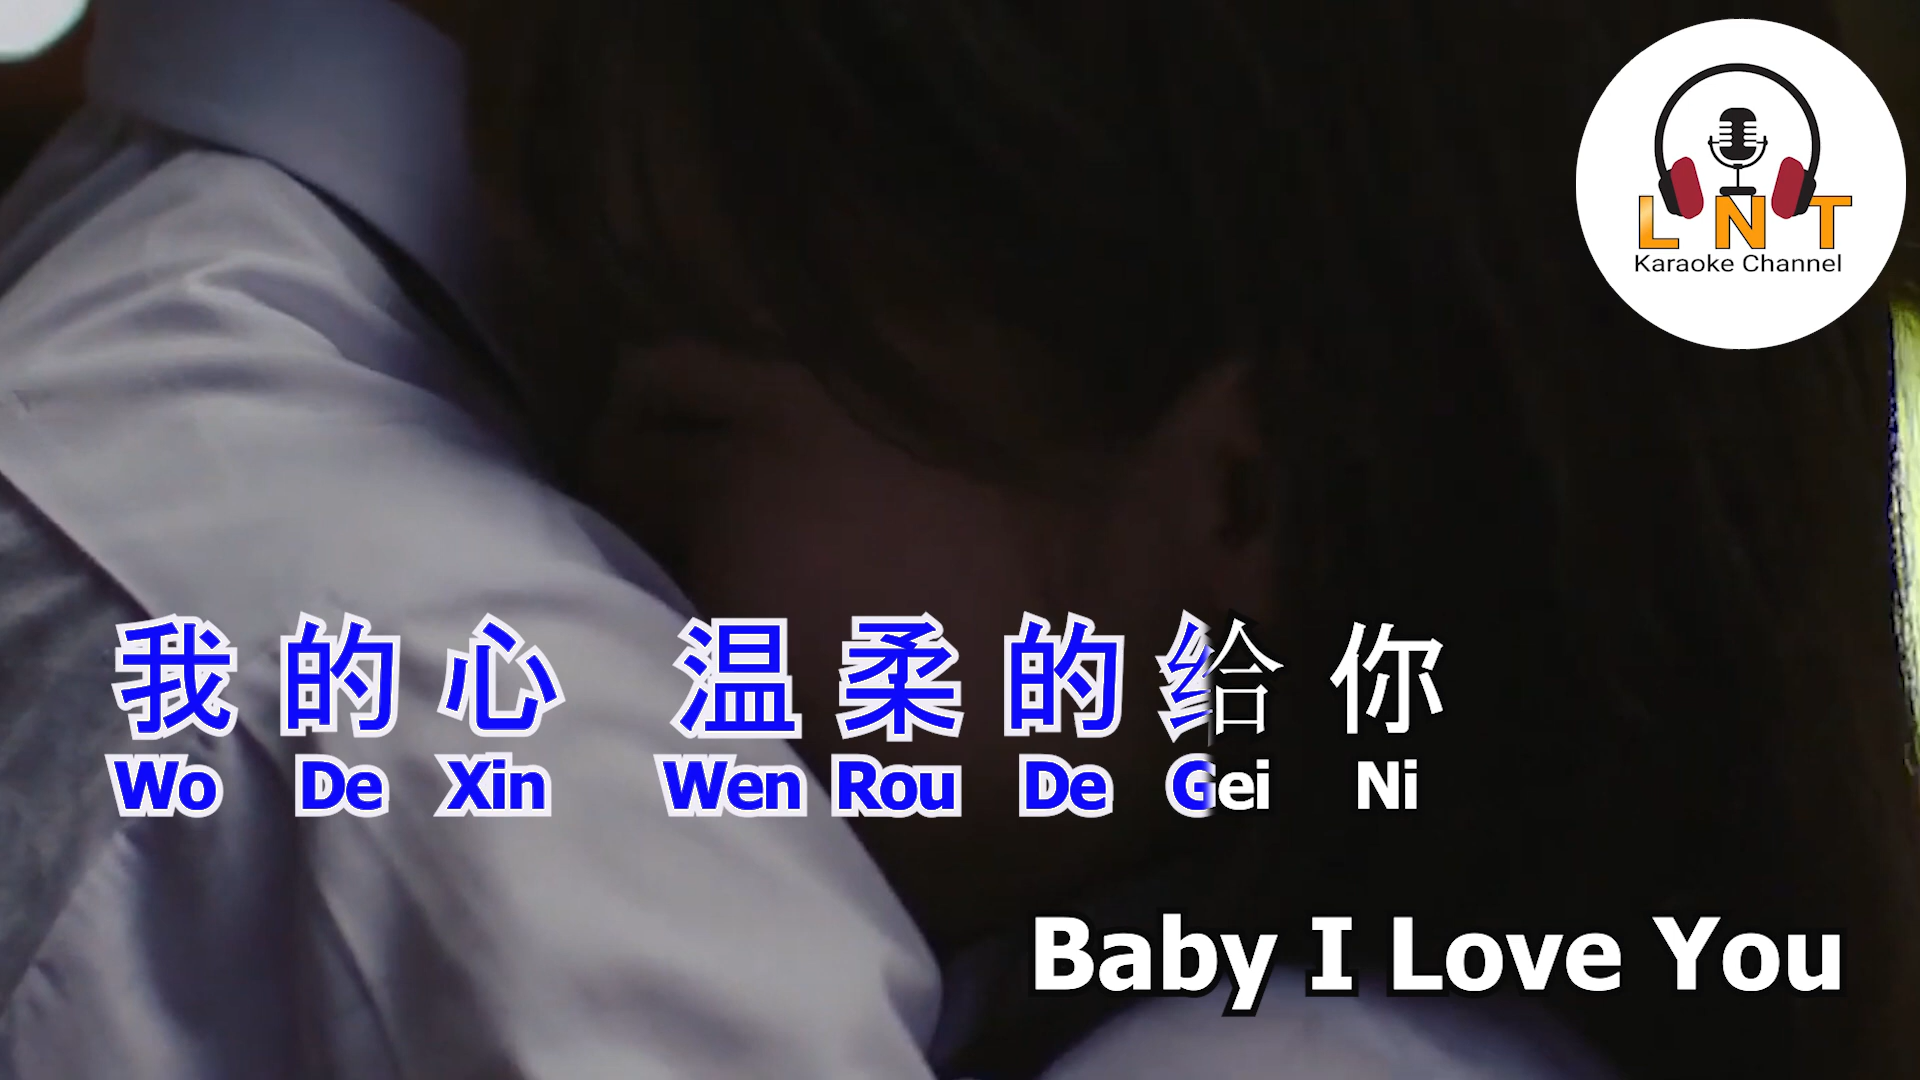 L N T
Karaoke Channel
我 的 心 温 柔 的 给 你
Wo De Xin Wen Rou De Gei Ni
Baby I Love You